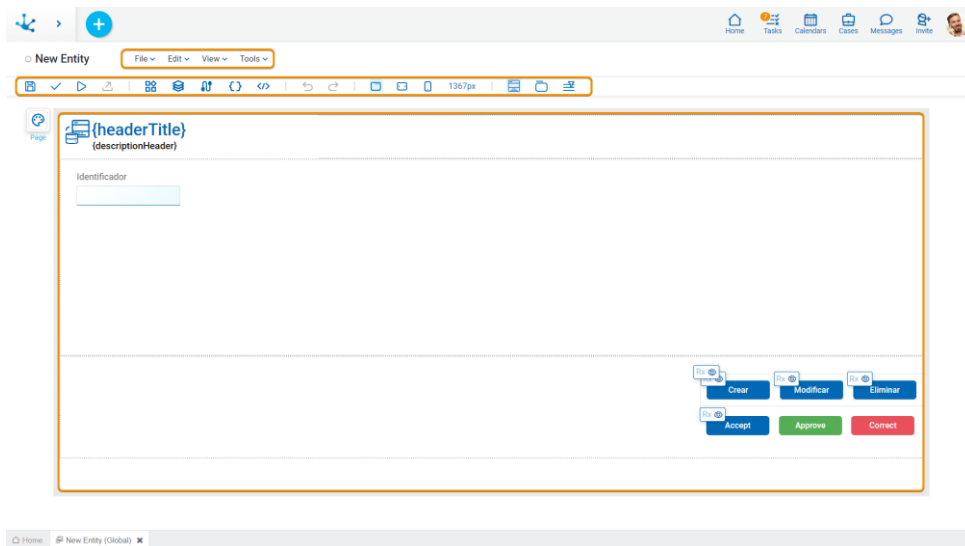 7
Home Tasks Calendars Cases Messages Invite
New Entity File Edit View Tools
1367px
Page
{headerTitle}
{descriptionHeader}
Identificador
Rx
Rx Rx
Crear Modificar Eliminar
Rx
Accept Approve Correct
Home New Entity (Global)